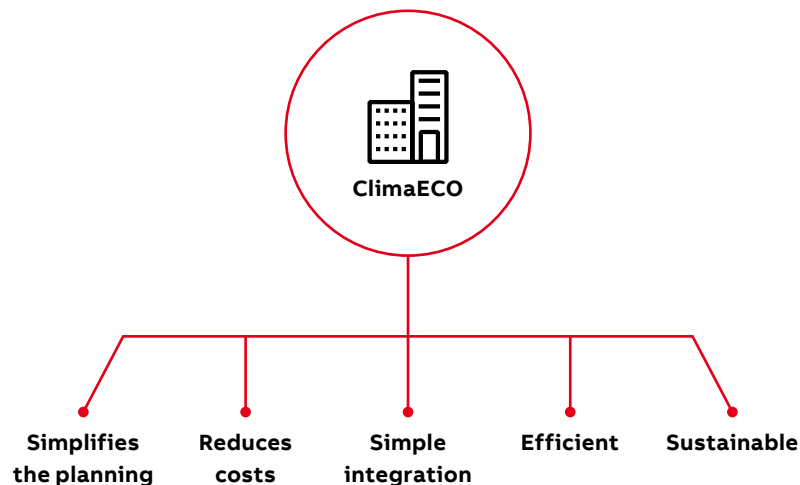 ClimaECO
Simplifies
the planning
Reduces
costs
Simple
integration
Efficient
Sustainable